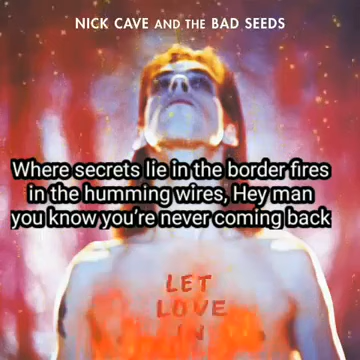 NICK CAVE AND THE BAD SEEDS
Where secrets lie in the border fires
in the humming wires, Hey man
you know you're never coming back
LET
LOVE
IN